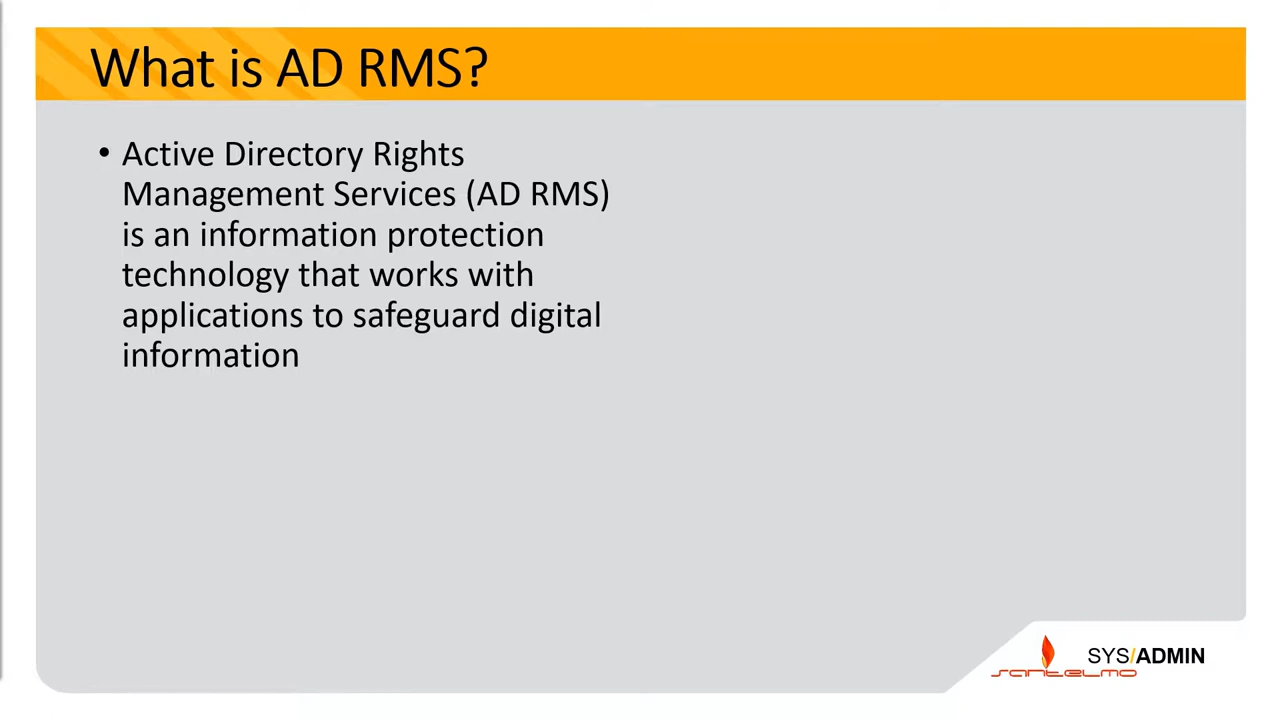 What is AD RMS?
• Active Directory Rights
Management Services (AD RMS)
is an information protection
technology that works with
applications to safeguard digital
information
SYS/ADMIN
santelmo